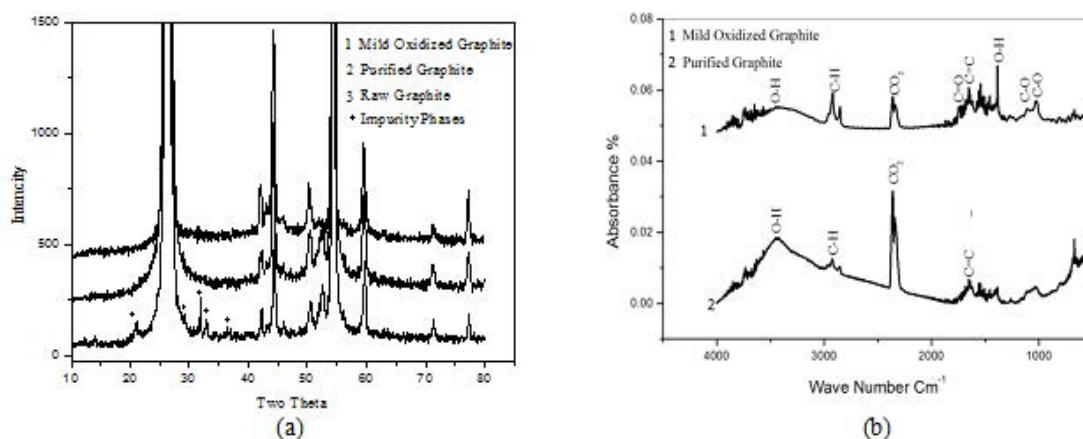 1500
1000
500
0
Intencity
10 20 30 40 50 60 70 80
Two Theta
1 Mild Oxidized Graphite
2 Purified Graphite
3 Raw Graphite
+ Impurity Phases
(a)
0.08
0.06
0.04
0.02
0.00
Absorbance %
1 Mild Oxidized Graphite
2 Purified Graphite
O-H
C-H
CO2
C=O
C=C
O-H
C-O
C-O
1
O-H
C-H
CO2
C=C
2
4000 3000 2000 1000
Wave Number Cm-1
(b)